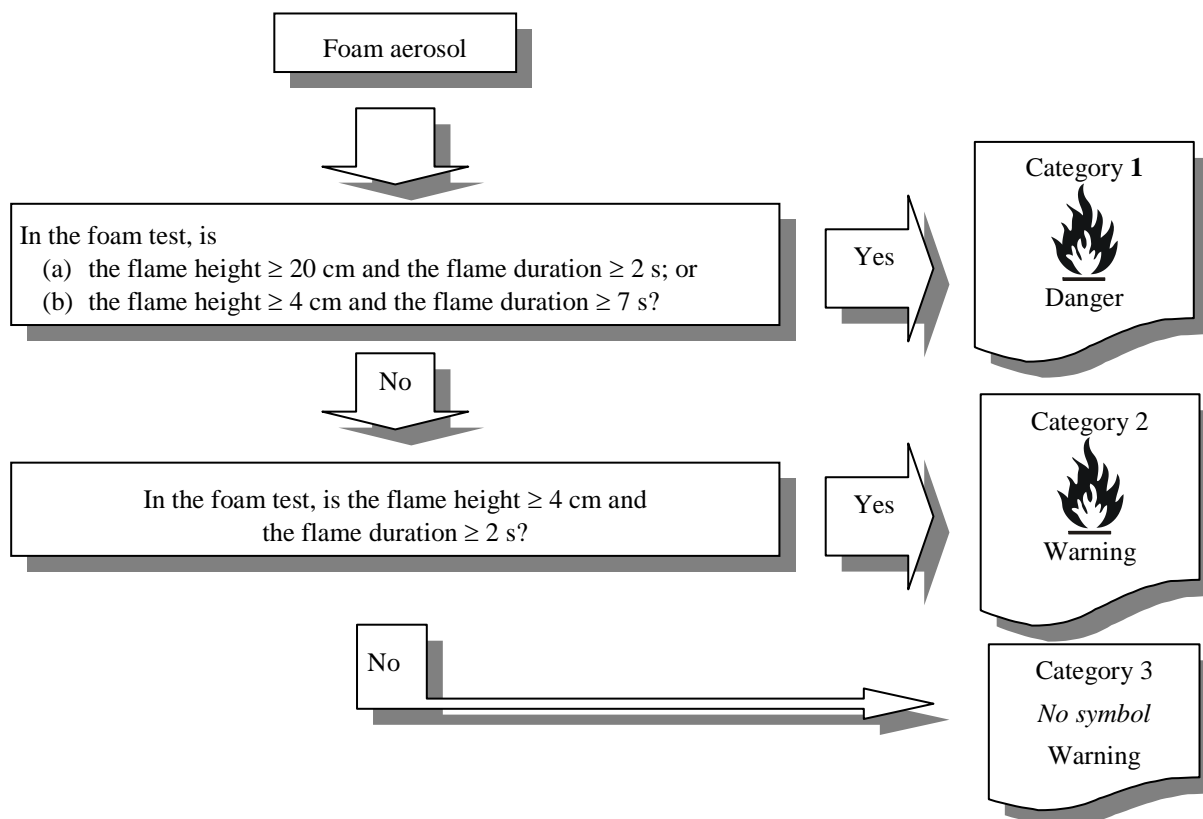 Foam aerosol
In the foam test, is
(a) the flame height ≥ 20 cm and the flame duration ≥ 2 s; or
(b) the flame height ≥ 4 cm and the flame duration ≥ 7 s?
Yes
Category 1
Danger
No
In the foam test, is the flame height ≥ 4 cm and
the flame duration ≥ 2 s?
Yes
Category 2
Warning
No
Category 3
No symbol
Warning